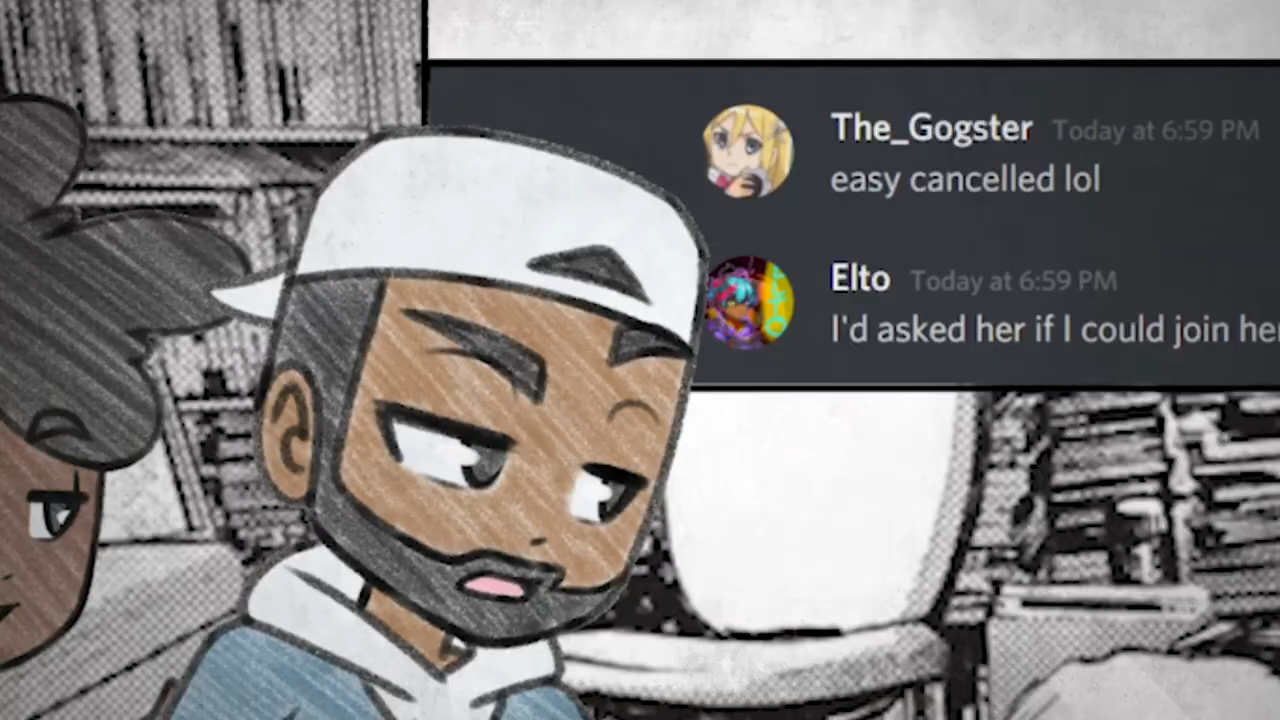 The_Gogster Today at 6:59 PM
easy cancelled lol
Elto Today at 6:59 PM
I'd asked her if I could join